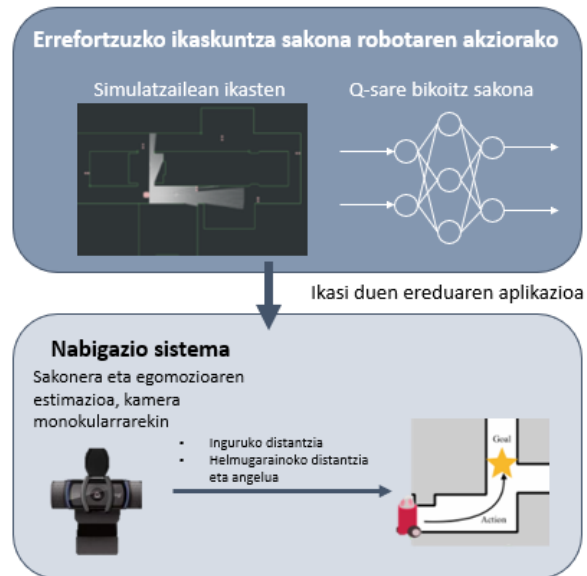 Errefortzuzko ikaskuntza sakona robotaren akziorako
Simulatzailean ikasten
Q-sare bikoitz sakona
Ikasi duen ereduaren aplikazioa
Nabigazio sistema
Sakonera eta egomozioaren
estimazioa, kamera
monokularrarekin
• Inguruko distantzia
• Helmugarainoko distantzia
eta angelua
Goal
Action